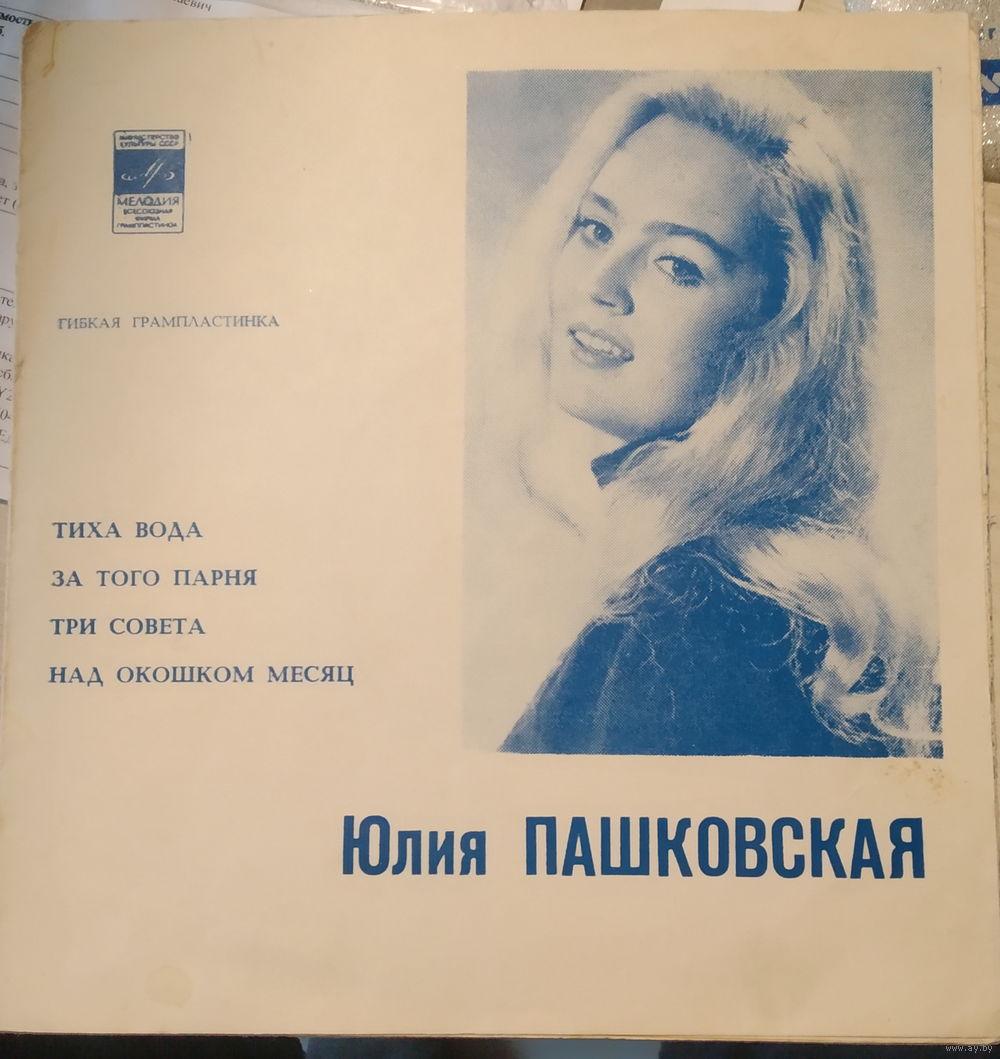 МИНИСТЕРСТВО
КУЛЬТУРЫ СССР
МЕЛОДИЯ
ВСЕСОЮЗНАЯ
ФИРМА
ГРАМПЛАСТИНОК
ГИБКАЯ ГРАМПЛАСТИНКА
ТИХА ВОДА
ЗА ТОГО ПАРНЯ
ТРИ СОВЕТА
НАД ОКОШКОМ МЕСЯЦ
Юлия ПАШКОВСКАЯ
www.ay.by